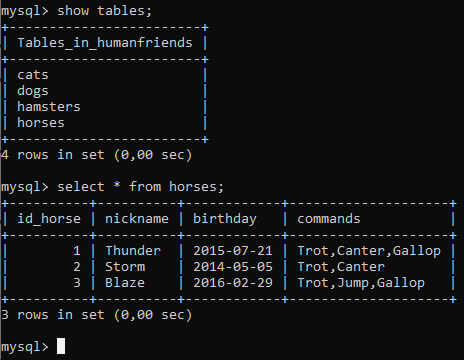 mysql> show tables;
+------------------------+
| Tables_in_humanfriends |
+------------------------+
| cats                   |
| dogs                   |
| hamsters               |
| horses                 |
+------------------------+
4 rows in set (0,00 sec)
mysql> select * from horses;
+----------+----------+------------+--------------------+
| id_horse | nickname | birthday   | commands           |
+----------+----------+------------+--------------------+
|        1 | Thunder  | 2015-07-21 | Trot,Canter,Gallop |
|        2 | Storm    | 2014-05-05 | Trot,Canter        |
|        3 | Blaze    | 2016-02-29 | Trot,Jump,Gallop   |
+----------+----------+------------+--------------------+
3 rows in set (0,00 sec)
mysql>